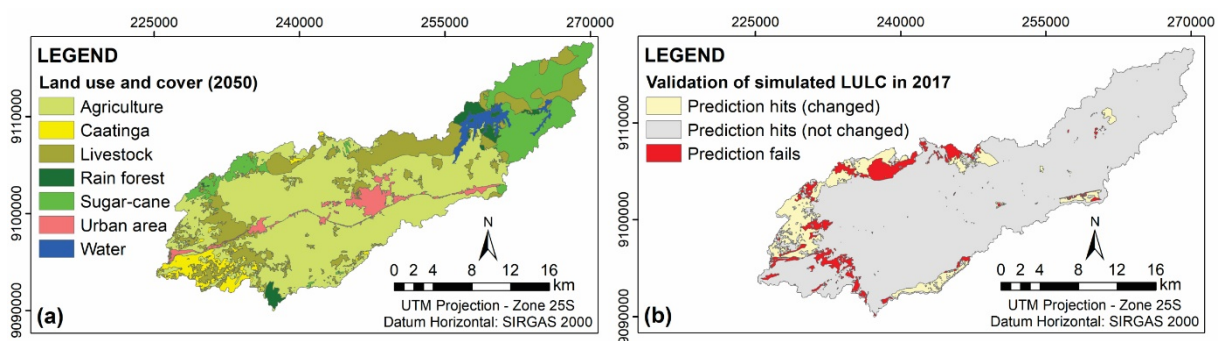 225000 240000 255000 270000
LEGEND
Land use and cover (2050)
Agriculture
Caatinga
Livestock
Rain forest
Sugar-cane
Urban area
Water
9110000
9100000
9090000
N
0 2 4 8 12 16
km
UTM Projection - Zone 25S
Datum Horizontal: SIRGAS 2000
(a)
225000 240000 255000 270000
LEGEND
Validation of simulated LULC in 2017
Prediction hits (changed)
Prediction hits (not changed)
Prediction fails
9110000
9100000
9090000
N
0 2 4 8 12 16
km
UTM Projection - Zone 25S
Datum Horizontal: SIRGAS 2000
(b)